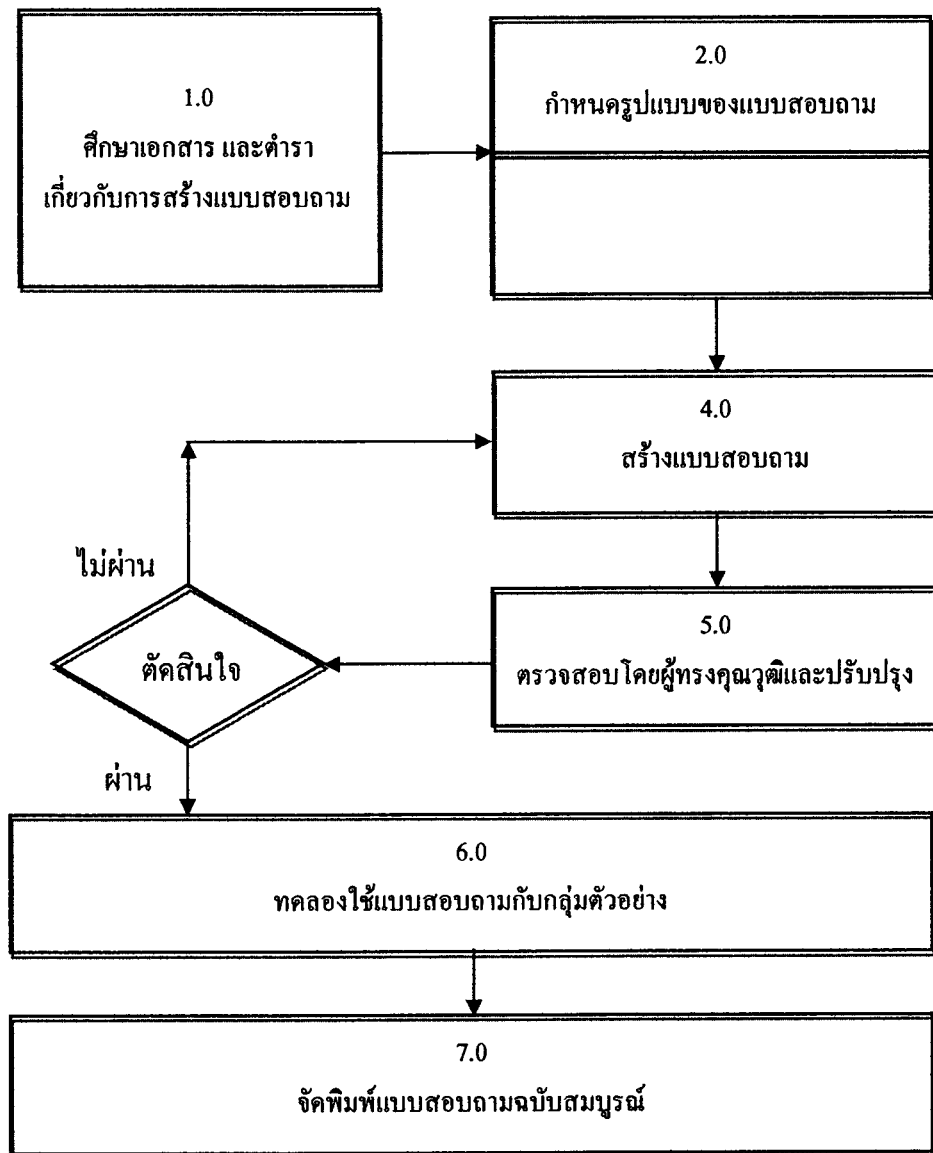 1.0
ศึกษาเอกสาร และตำรา
เกี่ยวกับการสร้างแบบสอบถาม
2.0
กำหนดรูปแบบของแบบสอบถาม
4.0
สร้างแบบสอบถาม
5.0
ตรวจสอบโดยผู้ทรงคุณวุฒิและปรับปรุง
ไม่ผ่าน
ตัดสินใจ
ผ่าน
6.0
ทดลองใช้แบบสอบถามกับกลุ่มตัวอย่าง
7.0
จัดพิมพ์แบบสอบถามฉบับสมบูรณ์